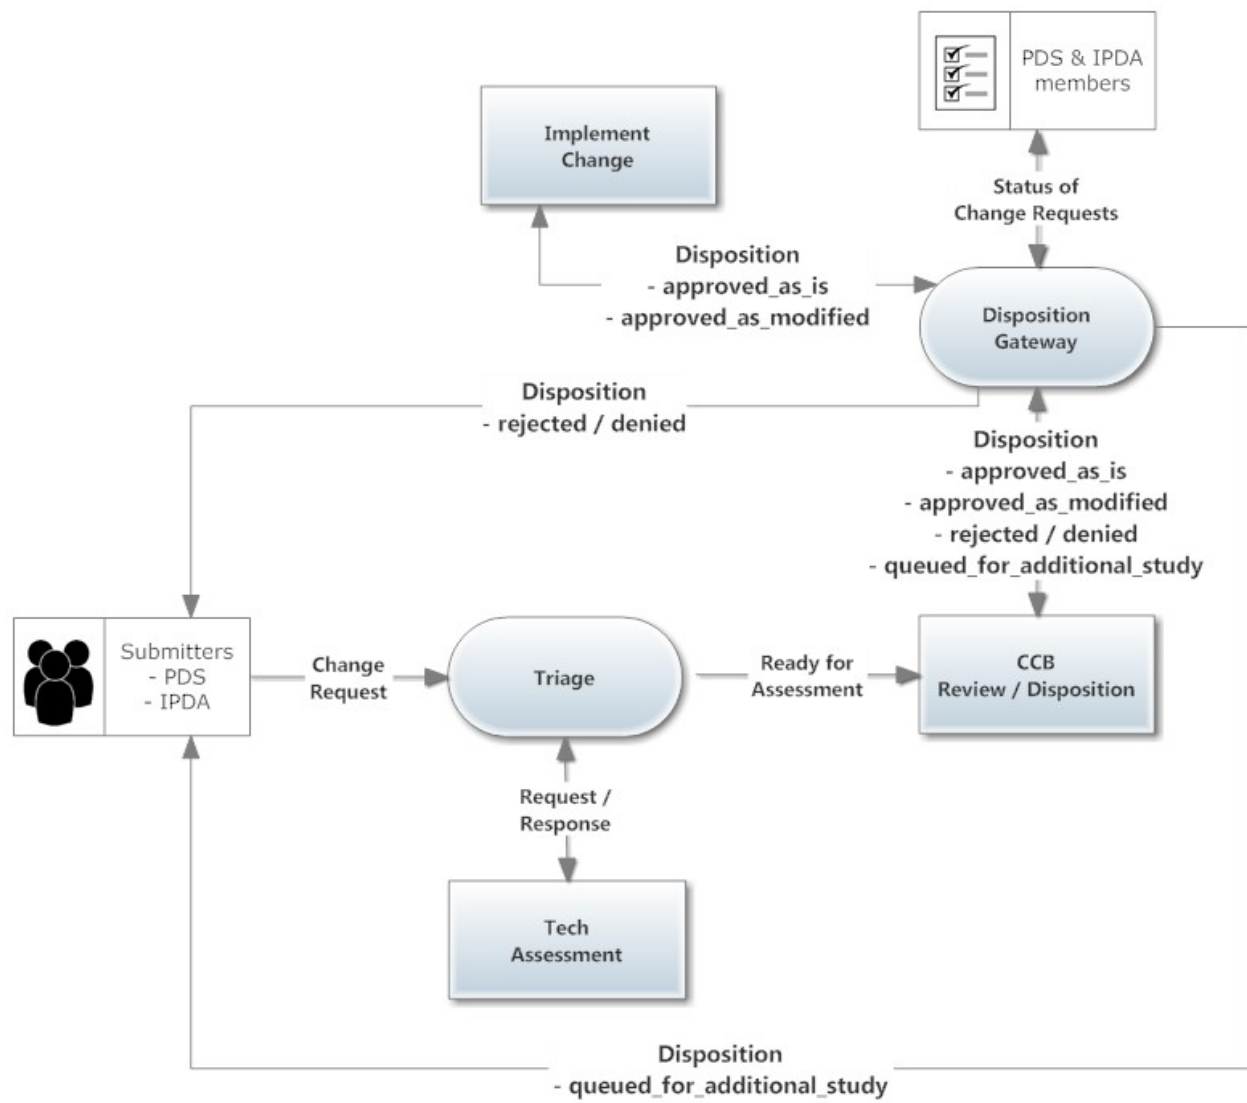 PDS & IPDA
members
Implement
Change
Status of
Change Requests
Disposition
- approved_as_is
- approved_as_modified
Disposition
Gateway
Disposition
- rejected / denied
Disposition
- approved_as_is
- approved_as_modified
- rejected / denied
- queued_for_additional_study
Submitters
- PDS
- IPDA
Change
Request
Triage
Ready for
Assessment
CCB
Review / Disposition
Request /
Response
Tech
Assessment
Disposition
- queued_for_additional_study